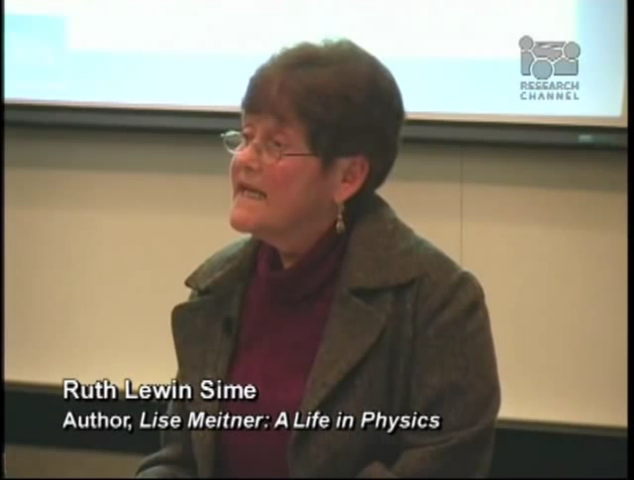 RESEARCH
CHANNEL
Ruth Lewin Sime
Author, Lise Meitner: A Life in Physics